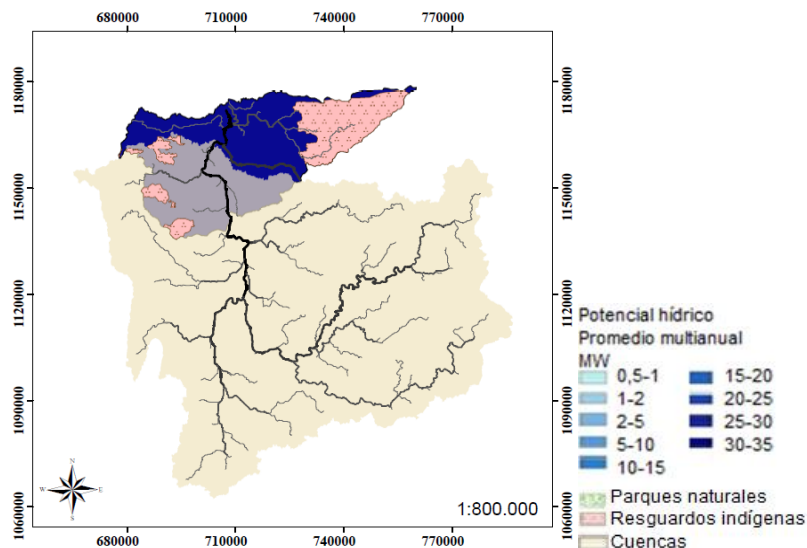 680000 710000 740000 770000
1180000 1180000
1150000 1150000
1120000 1120000
1090000 1090000
1060000 1060000
N
W E
S
1:800.000
680000 710000 740000 770000
Potencial hídrico
Promedio multianual
MW
0,5-1 15-20
1-2 20-25
2-5 25-30
5-10 30-35
10-15
Parques naturales
Resguardos indígenas
Cuencas